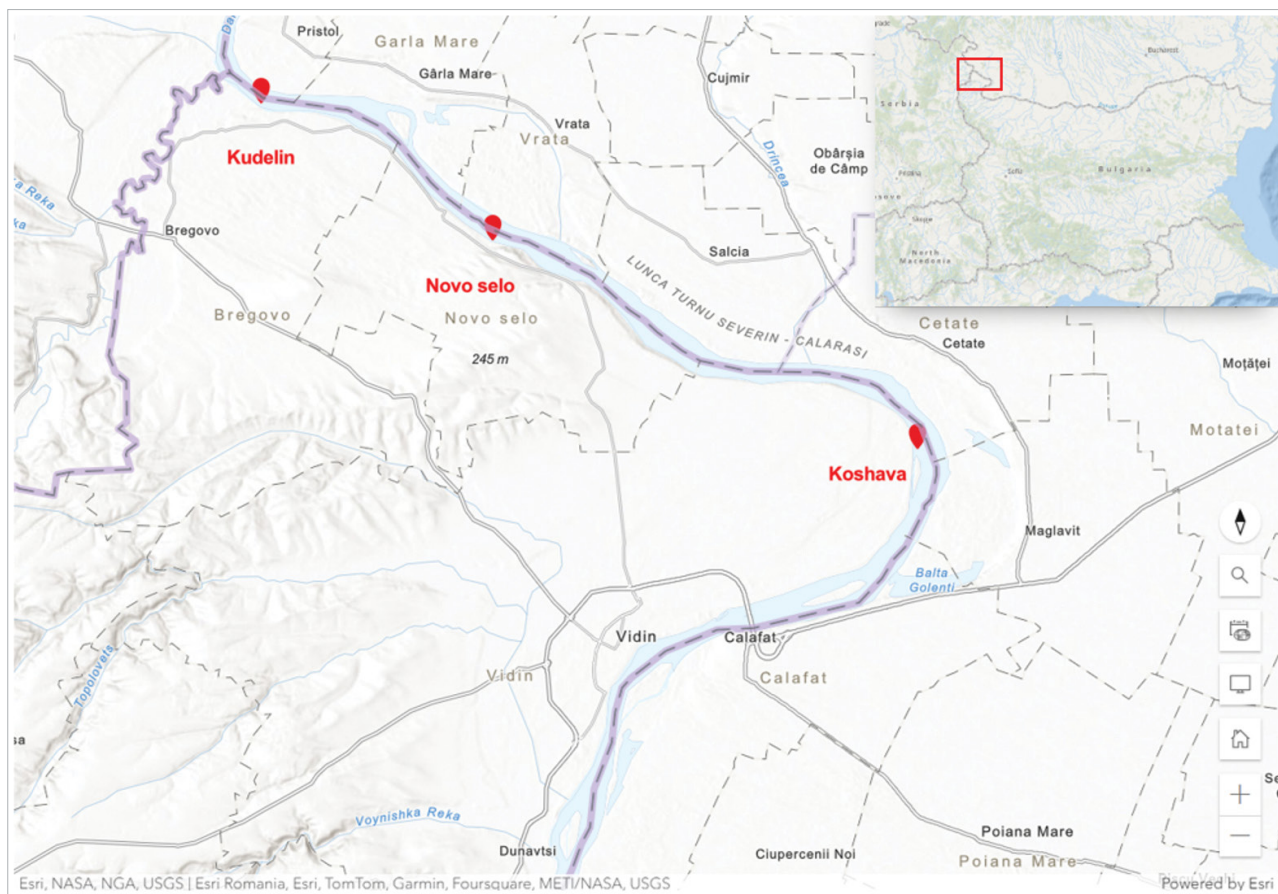 Pristol
Garla Mare
Gârla Mare
Cujmir
Vrata
Vrata
Drincea
Obârșia
de Câmp
Kudelin
Bregovo
Novo selo
Salcia
LUNCA TURNU SEVERIN - CALARASI
Bregovo
Novo selo
245 m
Cetate
Cetate
Moțăței
Motatei
Koshava
Maglavit
Balta
Golenti
Vidin
Calafat
Vidin
Calafat
Topolovets
Voynishka Reka
Dunavtsi
Ciupercenii Noi
Poiana Mare
Poiana Mare
Bucharest
Serbia
Sofia
Bulgaria
Skopje
North
Macedonia
Esri, NASA, NGA, USGS | Esri Romania, Esri, TomTom, Garmin, Foursquare, METI/NASA, USGS
Powered by Esri